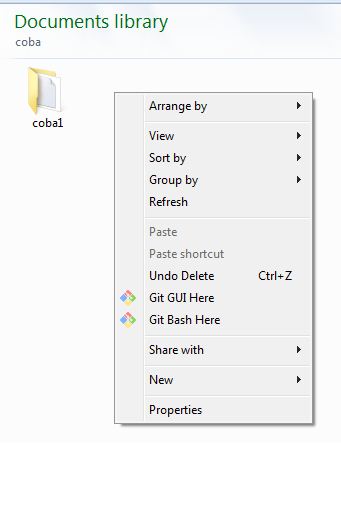 Documents library
coba
coba1
Arrange by
View
Sort by
Group by
Refresh
Paste
Paste shortcut
Undo Delete Ctrl+Z
Git GUI Here
Git Bash Here
Share with
New
Properties